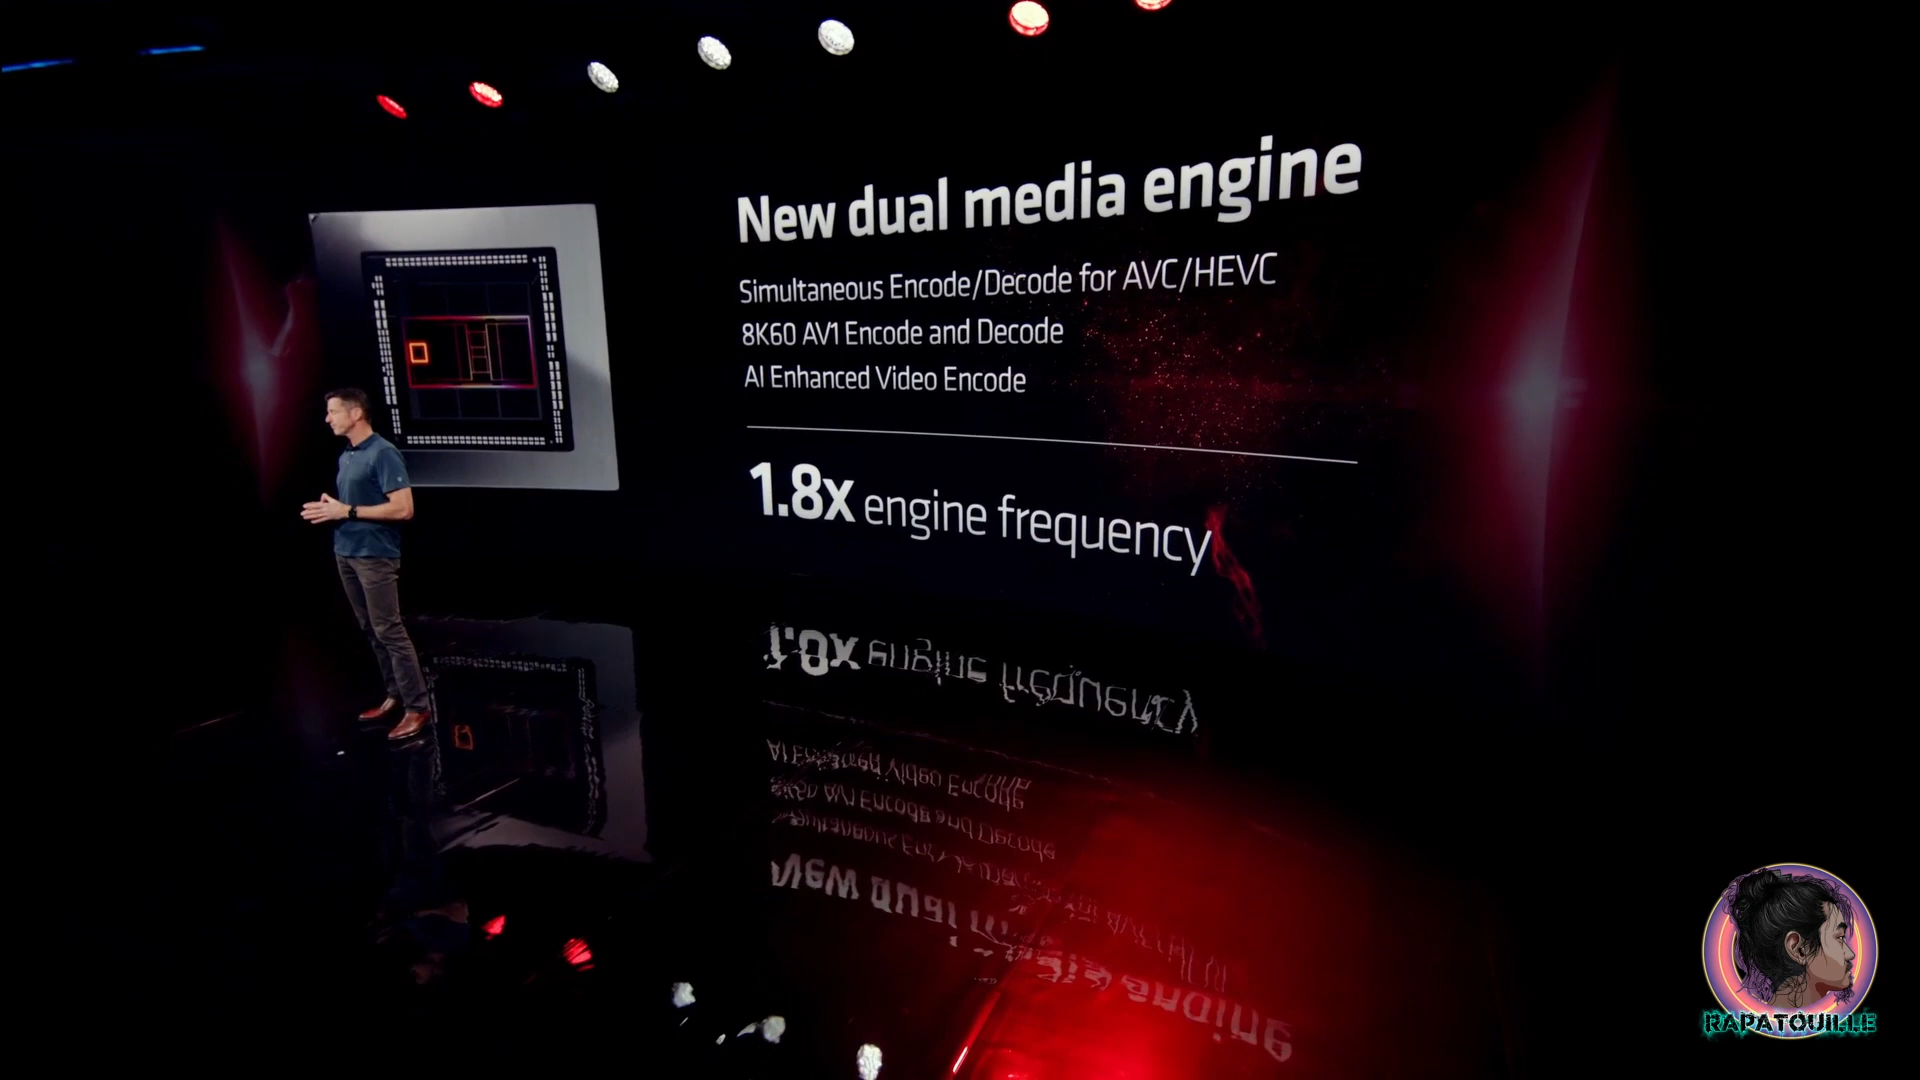 New dual media engine
Simultaneous Encode/Decode for AVC/HEVC
8K60 AV1 Encode and Decode
AI Enhanced Video Encode
1.8x engine frequency
RAPATOUILLE